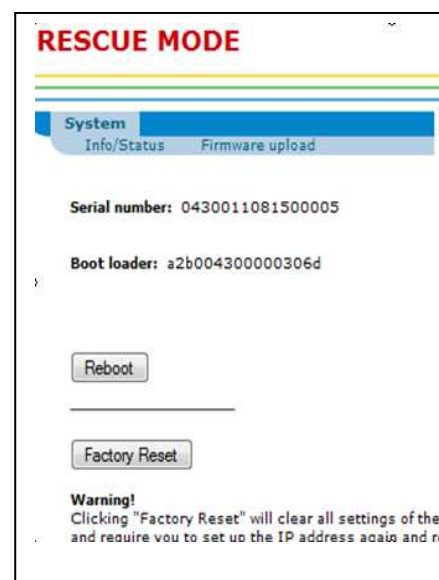 RESCUE MODE
System
Info/Status Firmware upload
Serial number: 0430011081500005
Boot loader: a2b004300000306d
Reboot
Factory Reset
Warning!
Clicking "Factory Reset" will clear all settings of the
and require you to set up the IP address again and